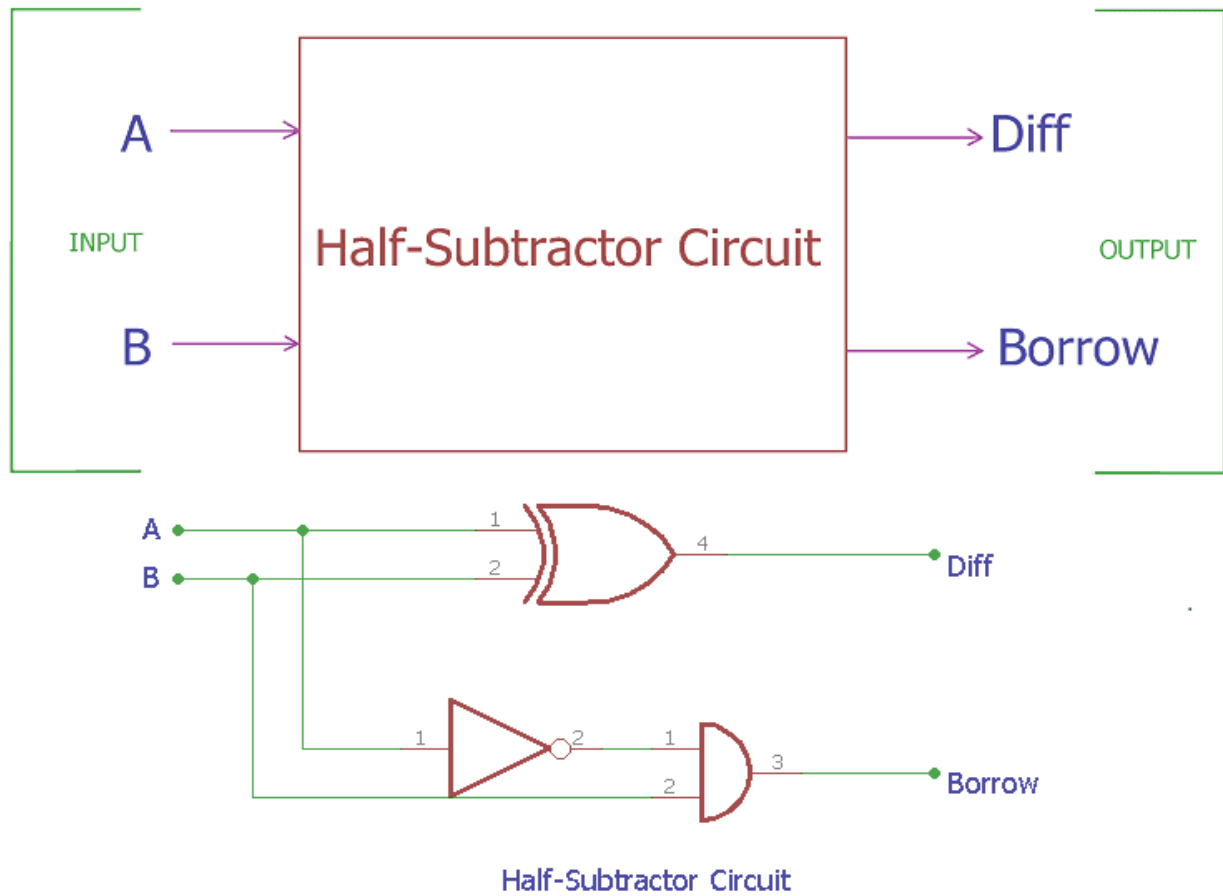 A
Diff
INPUT
Half-Subtractor Circuit
OUTPUT
B
Borrow
A
1
4
B
2
Diff
1
2
1
3
2
Borrow
Half-Subtractor Circuit